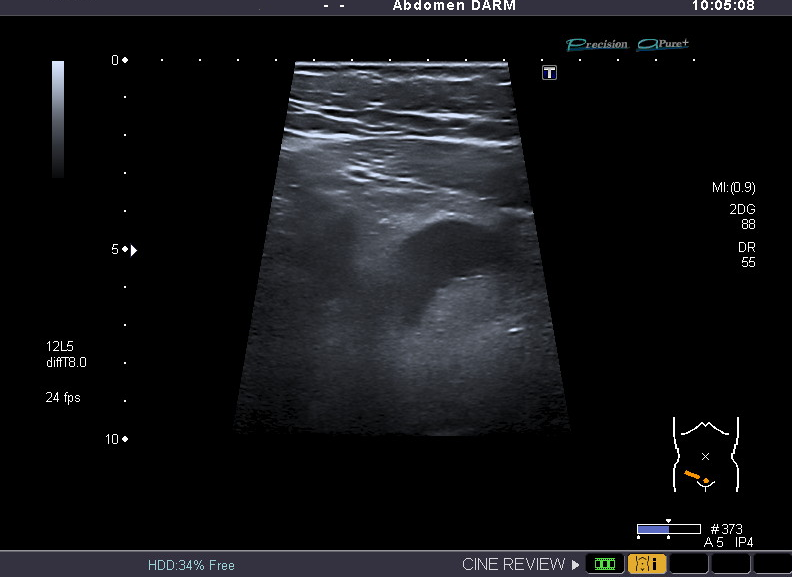 - - Abdomen DARM 10:05:08
Precision APure+
0
T
MI:(0.9)
2DG
88
DR
55
5
12L5
diffT8.0
24 fps
10
#373
A 5 IP4
HDD:34% Free
CINE REVIEW
i